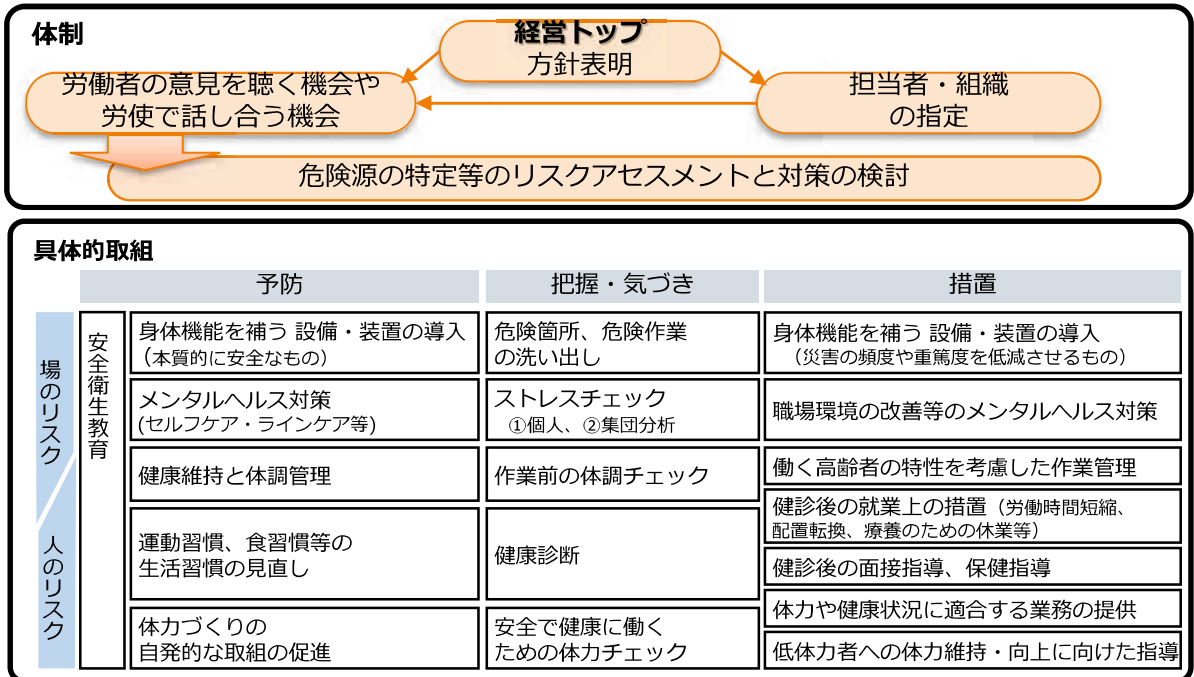 体制
経営トップ
方針表明
労働者の意見を聴く機会や
労使で話し合う機会
担当者・組織
の指定
危険源の特定等のリスクアセスメントと対策の検討
具体的取組
予防
把握・気づき
措置
場のリスク
人のリスク
安全衛生教育
身体機能を補う 設備・装置の導入
（本質的に安全なもの）
メンタルヘルス対策
(セルフケア・ラインケア等)
健康維持と体調管理
運動習慣、食習慣等の
生活習慣の見直し
体力づくりの
自発的な取組の促進
危険箇所、危険作業
の洗い出し
ストレスチェック
①個人、②集団分析
作業前の体調チェック
健康診断
安全で健康に働く
ための体力チェック
身体機能を補う 設備・装置の導入
（災害の頻度や重篤度を低減させるもの）
職場環境の改善等のメンタルヘルス対策
働く高齢者の特性を考慮した作業管理
健診後の就業上の措置（労働時間短縮、
配置転換、療養のための休業等）
健診後の面接指導、保健指導
体力や健康状況に適合する業務の提供
低体力者への体力維持・向上に向けた指導